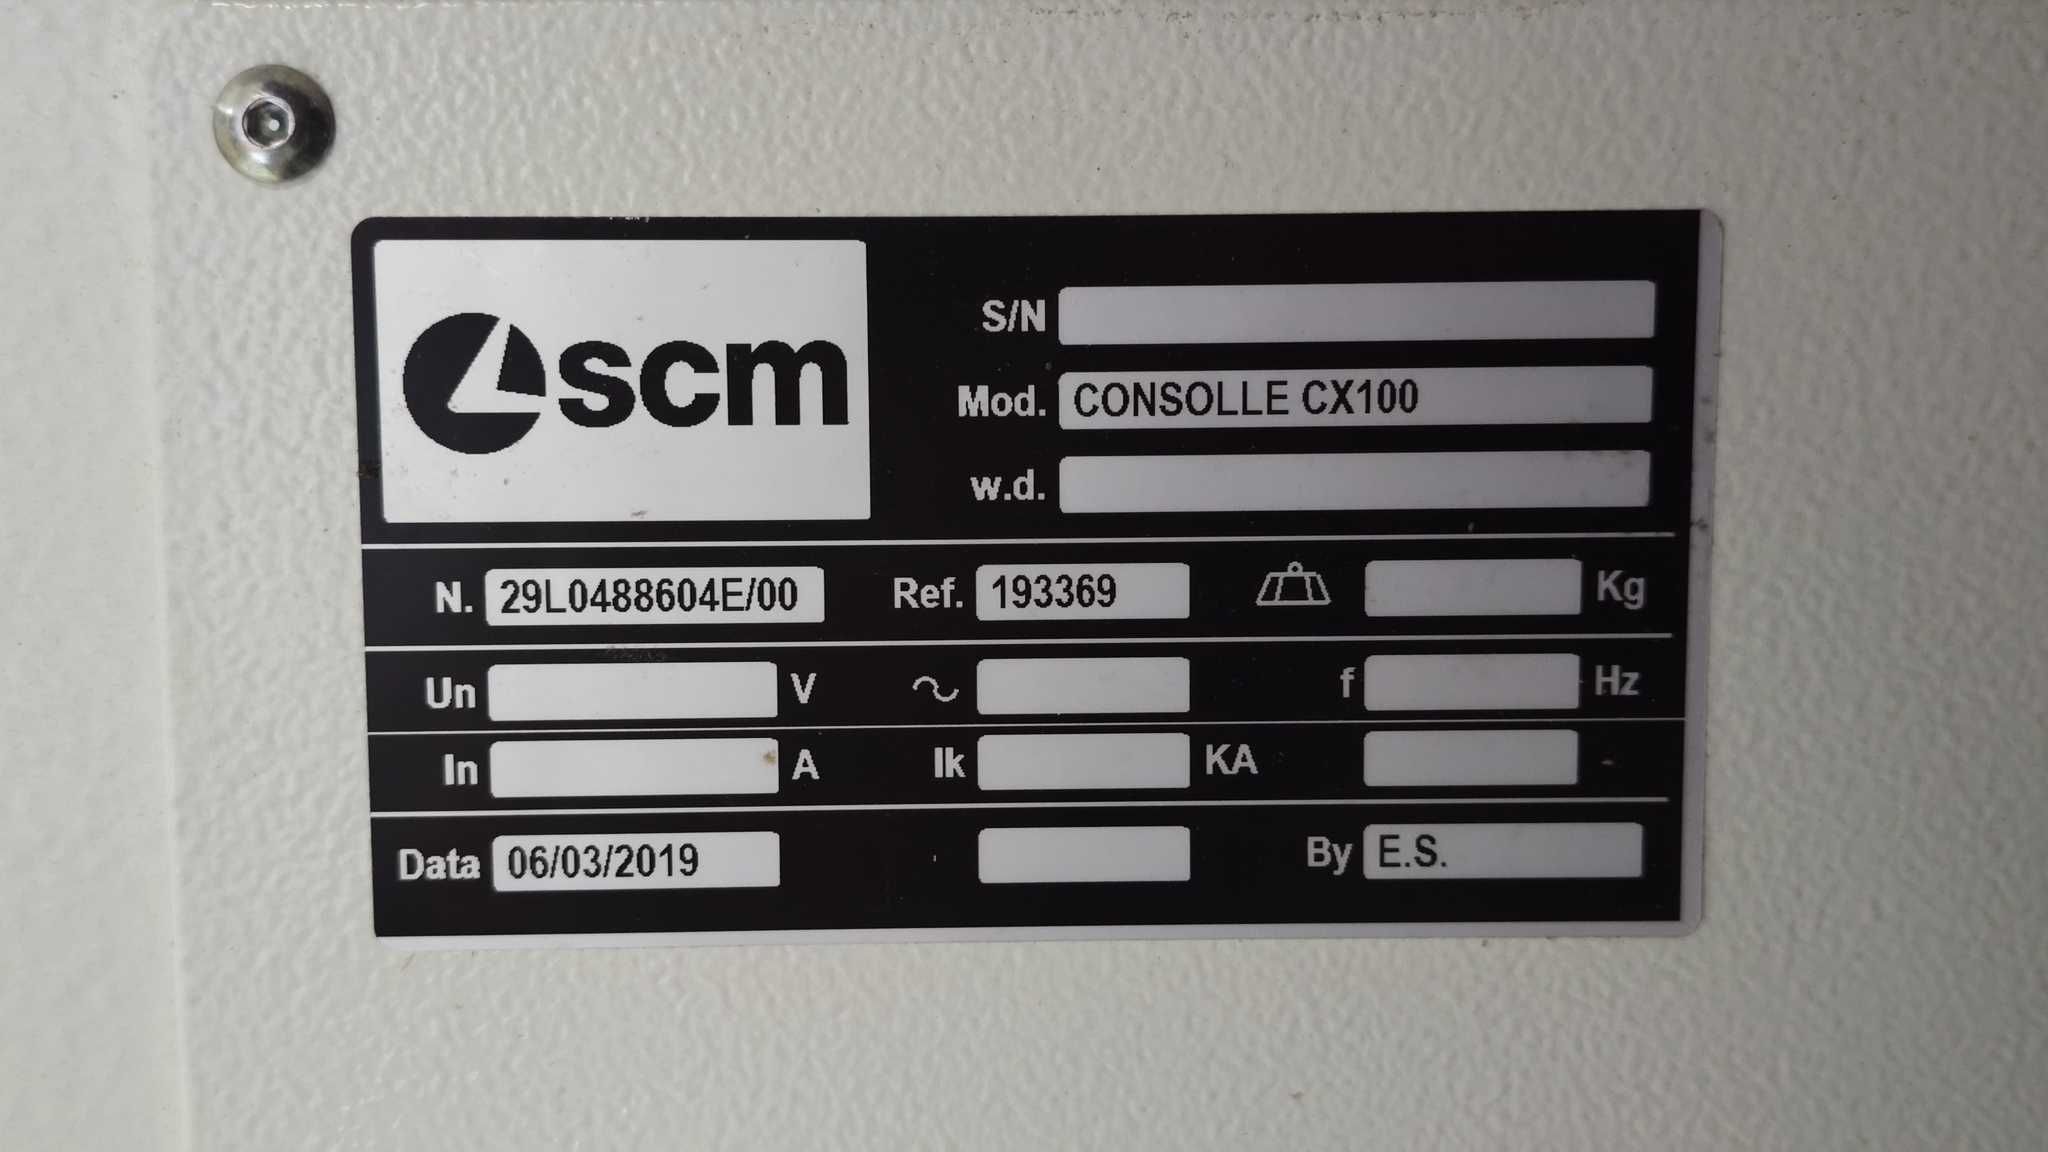 scm
S/N
Mod. CONSOLLE CX100
w.d.
N. 29L0488604E/00 Ref. 193369 Kg
Un V f Hz
In A Ik KA
Data 06/03/2019 By E.S.